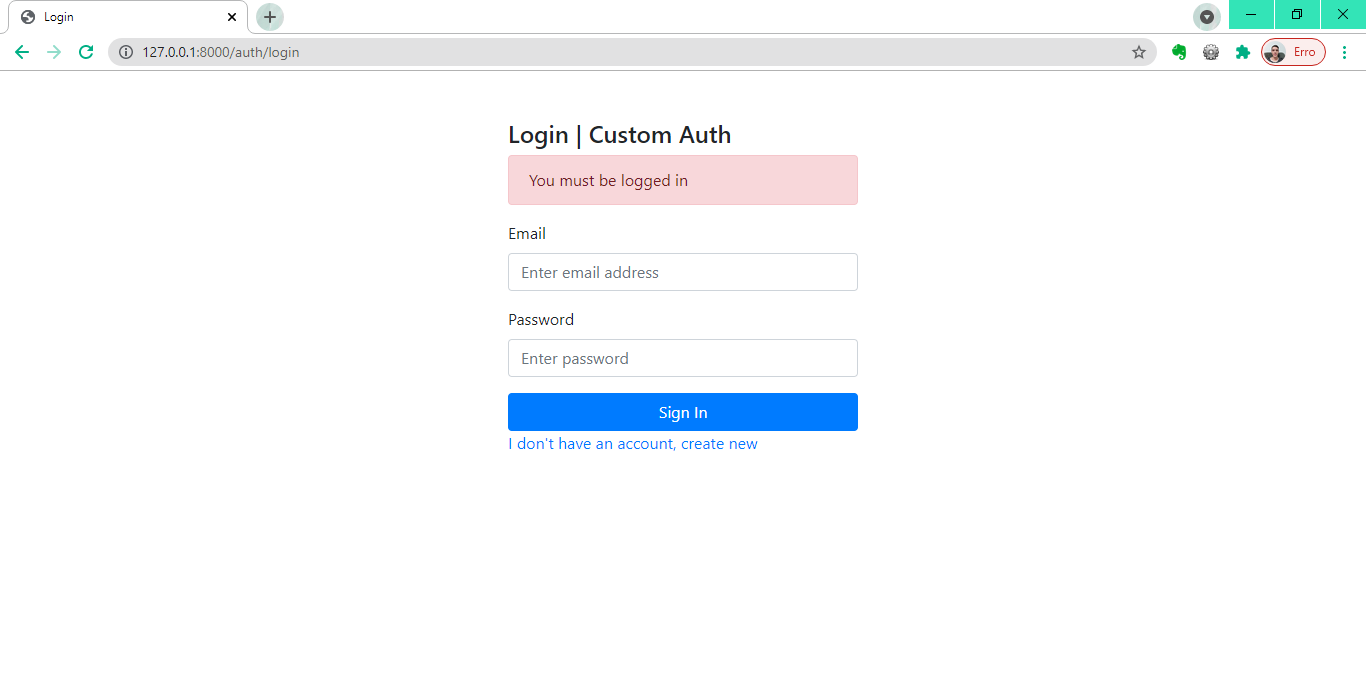 Login
127.0.0.1:8000/auth/login
Erro
Login | Custom Auth
You must be logged in
Email
Enter email address
Password
Enter password
Sign In
I don't have an account, create new